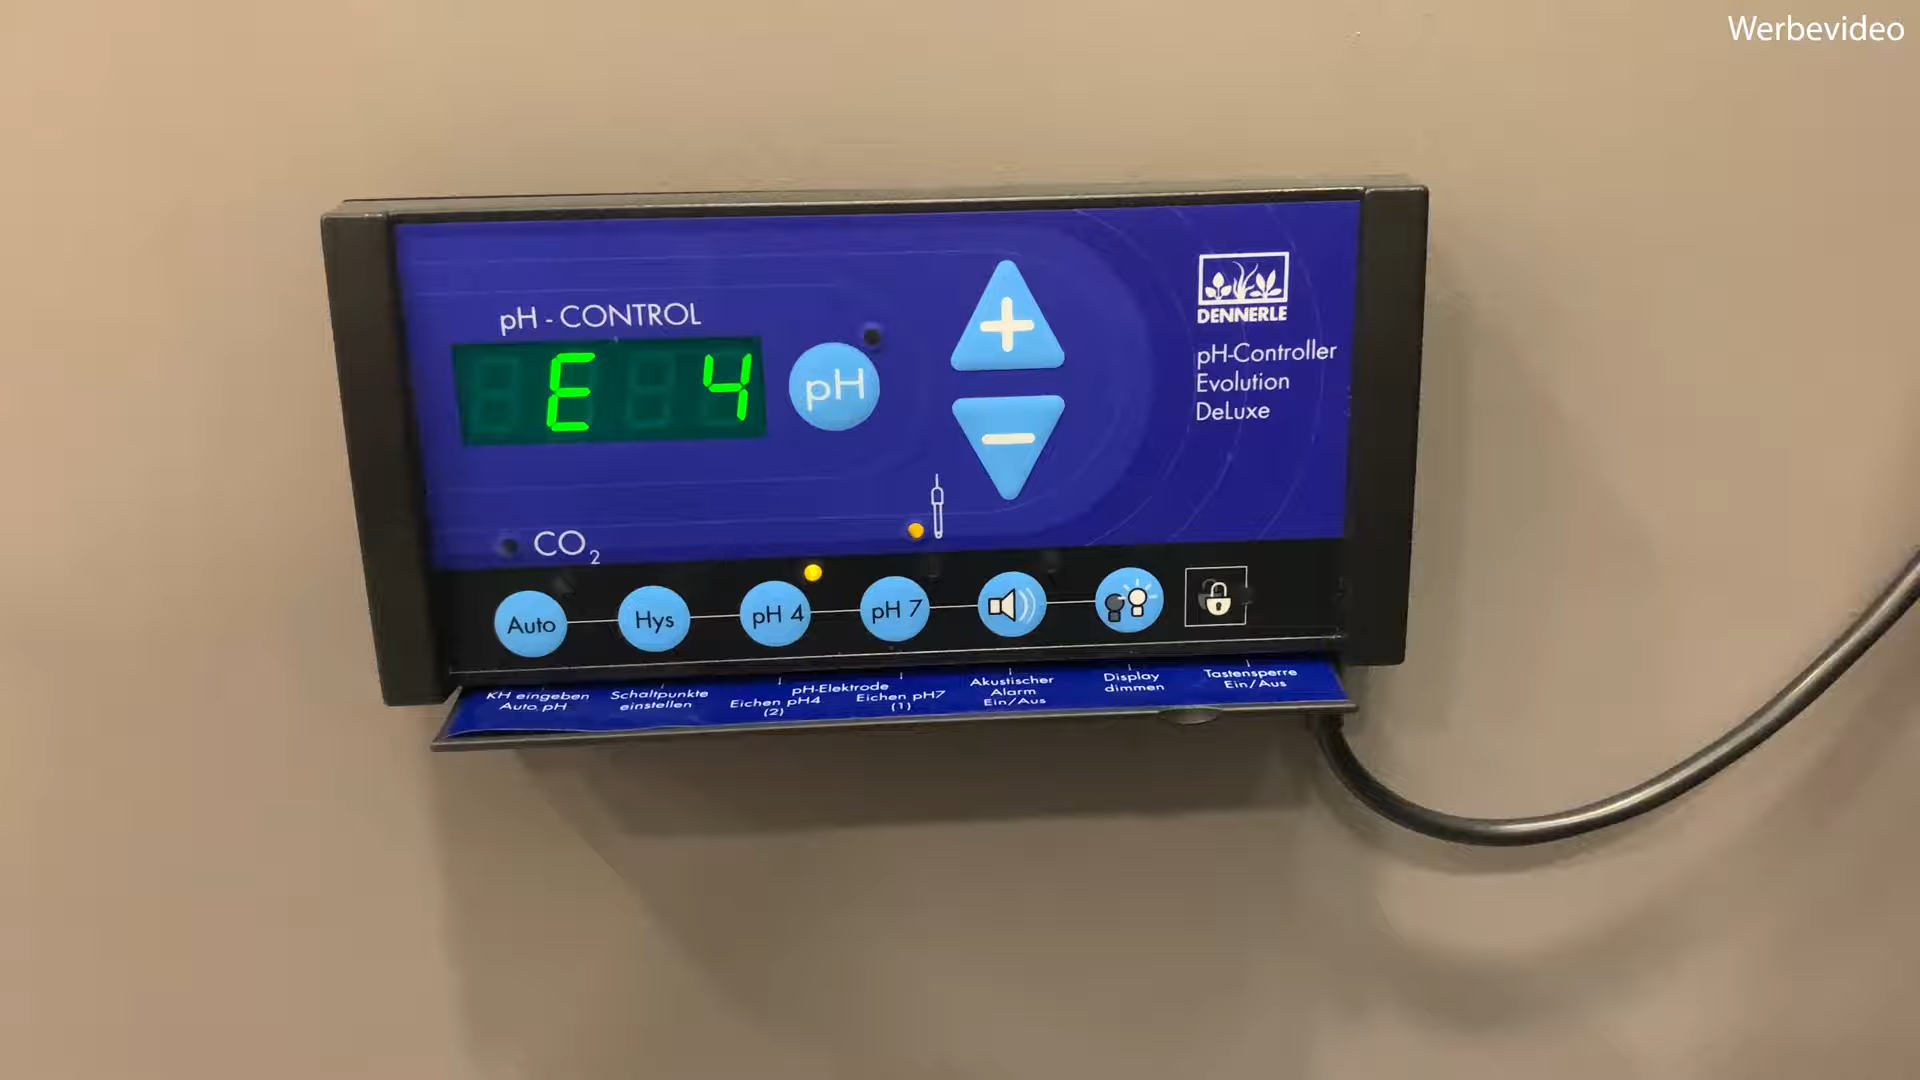 Werbevideo
pH - CONTROL
E 4
pH
+
−
DENNERLE
pH-Controller
Evolution
DeLuxe
CO2
Auto
Hys
pH 4
pH 7
KH eingeben
Auto pH
Schaltpunkte
einstellen
pH-Elektrode
Eichen pH4
(2)
Eichen pH7
(1)
Akustischer
Alarm
Ein/Aus
Display
dimmen
Tastensperre
Ein/Aus